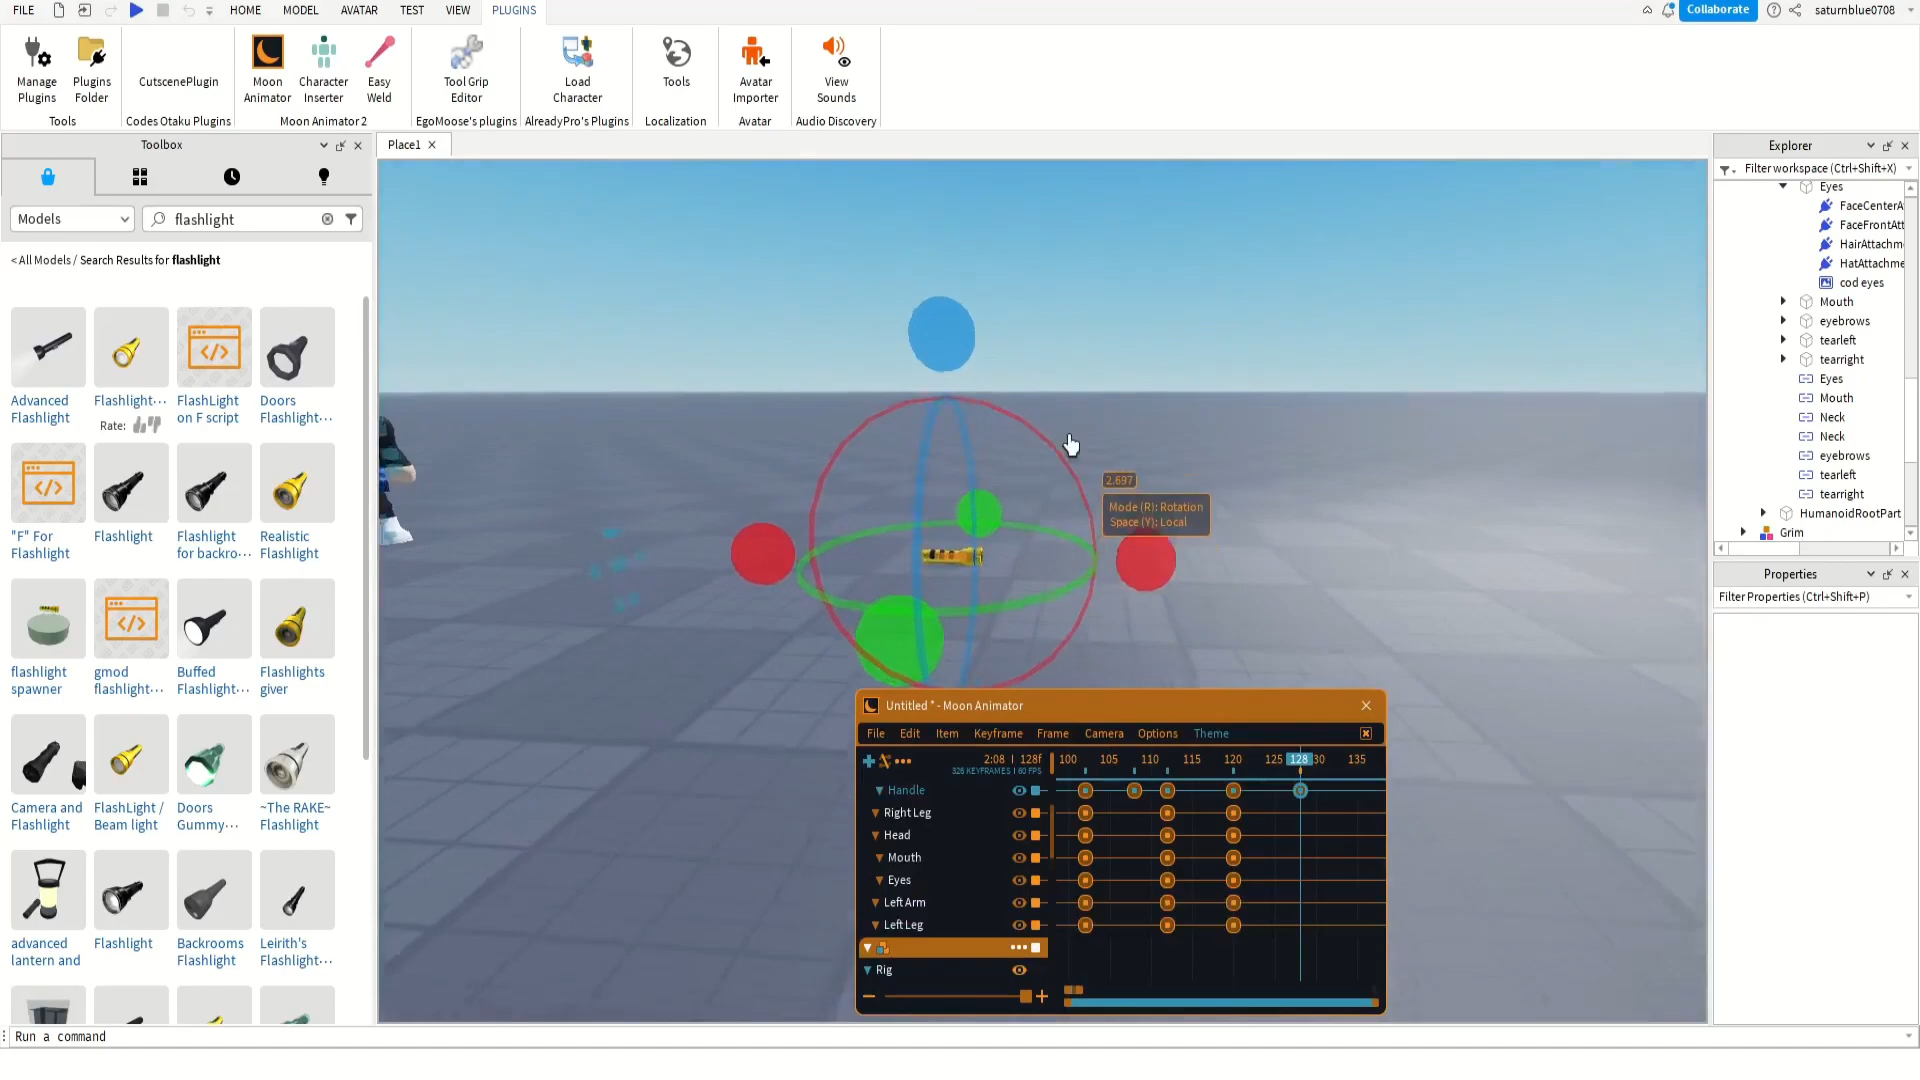 FILE
HOME
MODEL
AVATAR
TEST
VIEW
PLUGINS
Collaborate
saturnblue0708
Manage Plugins
Plugins Folder
CutscenePlugin
Moon Animator
Character Inserter
Easy Weld
Tool Grip Editor
Load Character
Tools
Avatar Importer
View Sounds
Tools
Codes Otaku Plugins
Moon Animator 2
EgoMoose's plugins
AlreadyPro's Plugins
Localization
Avatar
Audio Discovery
Toolbox
Models
flashlight
< All Models / Search Results for flashlight
Advanced Flashlight
Flashlight···
Rate:
FlashLight on F script
Doors Flashlight···
"F" For Flashlight
Flashlight
Flashlight for backro···
Realistic Flashlight
flashlight spawner
gmod flashlight···
Buffed Flashlight···
Flashlights giver
Camera and Flashlight
FlashLight / Beam light
Doors Gummy···
~The RAKE~ Flashlight
advanced lantern and
Flashlight
Backrooms Flashlight
Leirith's Flashlight···
Place1
2.697
Mode (R): Rotation
Space (Y): Local
Untitled * - Moon Animator
File Edit Item Keyframe Frame Camera Options Theme
2:08 | 128f
326 KEYFRAMES | 60 FPS
100 105 110 115 120 125 128 30 135
Handle
Right Leg
Head
Mouth
Eyes
Left Arm
Left Leg
Rig
Explorer
Filter workspace (Ctrl+Shift+X)
Eyes
FaceCenterA
FaceFrontAtt
HairAttachm
HatAttachme
cod eyes
Mouth
eyebrows
tearleft
tearright
Eyes
Mouth
Neck
Neck
eyebrows
tearleft
tearright
HumanoidRootPart
Grim
Properties
Filter Properties (Ctrl+Shift+P)
Run a command